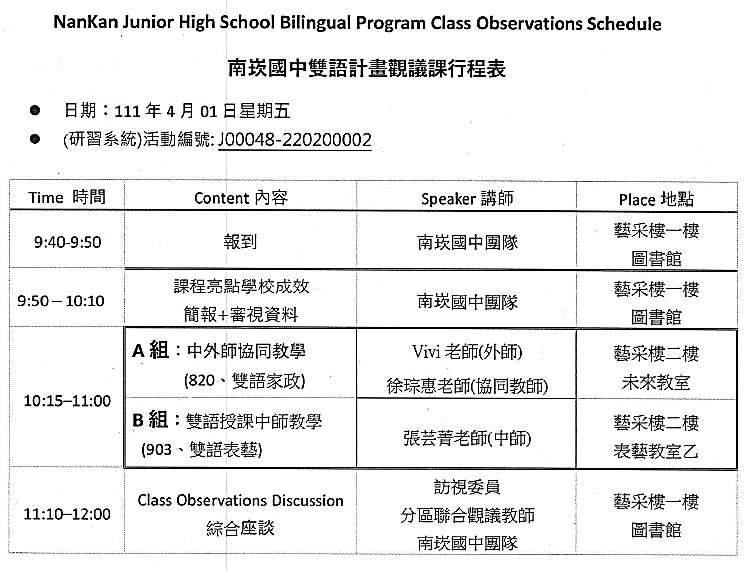 NanKan Junior High School Bilingual Program Class Observations Schedule
南崁國中雙語計畫觀議課行程表
● 日期：111 年 4 月 01 日星期五
● (研習系統)活動編號: J00048-220200002
Time 時間 Content 內容 Speaker 講師 Place 地點
9:40-9:50 報到 南崁國中團隊 藝采樓一樓
圖書館
9:50－10:10 課程亮點學校成效
簡報+審視資料 南崁國中團隊 藝采樓一樓
圖書館
10:15–11:00
A 組：中外師協同教學
(820、雙語家政)
Vivi 老師(外師)
徐琮惠老師(協同教師)
藝采樓二樓
未來教室
B 組：雙語授課中師教學
(903、雙語表藝)
張芸菁老師(中師)
藝采樓二樓
表藝教室乙
11:10–12:00
Class Observations Discussion
綜合座談
訪視委員
分區聯合觀議教師
南崁國中團隊
藝采樓一樓
圖書館